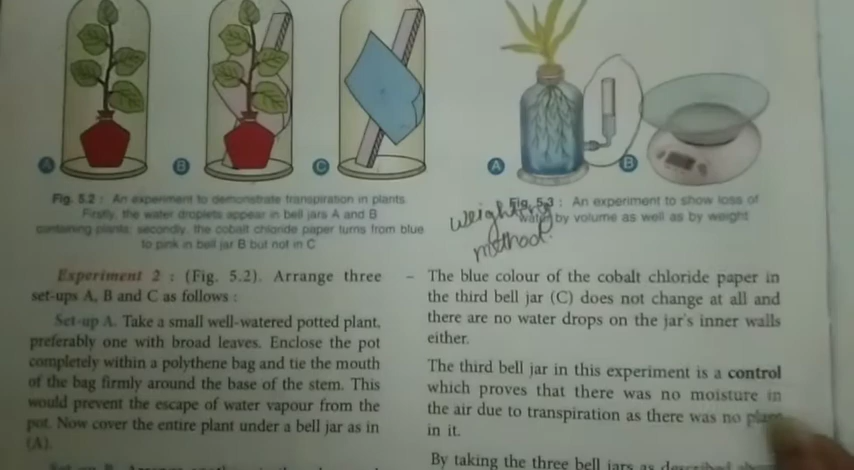 A
B
C
A
B
Fig. 5.2 : An experiment to demonstrate transpiration in plants
Firstly, the water droplets appear in bell jars A and B
containing plants; secondly, the cobalt chloride paper turns from blue
to pink in bell jar B but not in C
Fig. 5.3 : An experiment to show loss of
water by volume as well as by weight
method.
Experiment 2 : (Fig. 5.2). Arrange three
set-ups A, B and C as follows :
Set-up A. Take a small well-watered potted plant,
preferably one with broad leaves. Enclose the pot
completely within a polythene bag and tie the mouth
of the bag firmly around the base of the stem. This
would prevent the escape of water vapour from the
pot. Now cover the entire plant under a bell jar as in
(A).
– The blue colour of the cobalt chloride paper in
the third bell jar (C) does not change at all and
there are no water drops on the jar's inner walls
either.
The third bell jar in this experiment is a control
which proves that there was no moisture in
the air due to transpiration as there was no plant
in it.
By taking the three bell jars as described